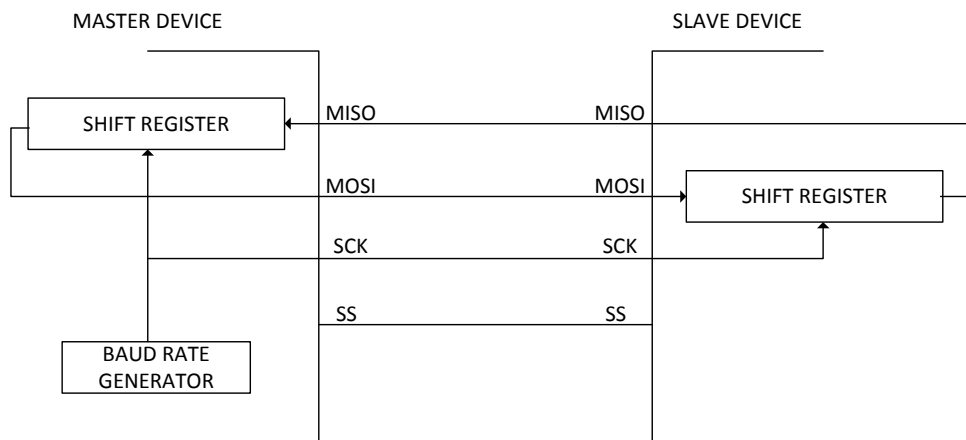 MASTER DEVICE
SLAVE DEVICE
SHIFT REGISTER
MISO
MISO
MOSI
MOSI
SHIFT REGISTER
SCK
SCK
SS
SS
BAUD RATE
GENERATOR